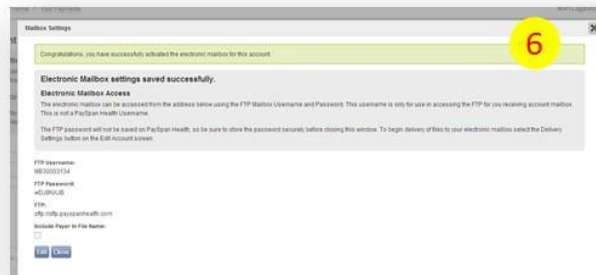 Home / Your Payments
Mailbox Settings
X
6
Congratulations, you have successfully activated the electronic mailbox for this account.
Electronic Mailbox settings saved successfully.
Electronic Mailbox Access
The electronic mailbox can be accessed from the address below using the FTP Mailbox Username and Password. This username is only for use in accessing the FTP for you receiving account mailbox.
This is not a PaySpan Health Username.
The FTP password will not be saved on PaySpan Health, so be sure to store the password securely before closing this window. To begin delivery of files to your electronic mailbox select the Delivery
Settings button on the Edit Account screen.
FTP Username:
MB30003134
FTP Password:
FTP:
sftp://sftp.payspanhealth.com
Include Payer In File Name:
Edit Close